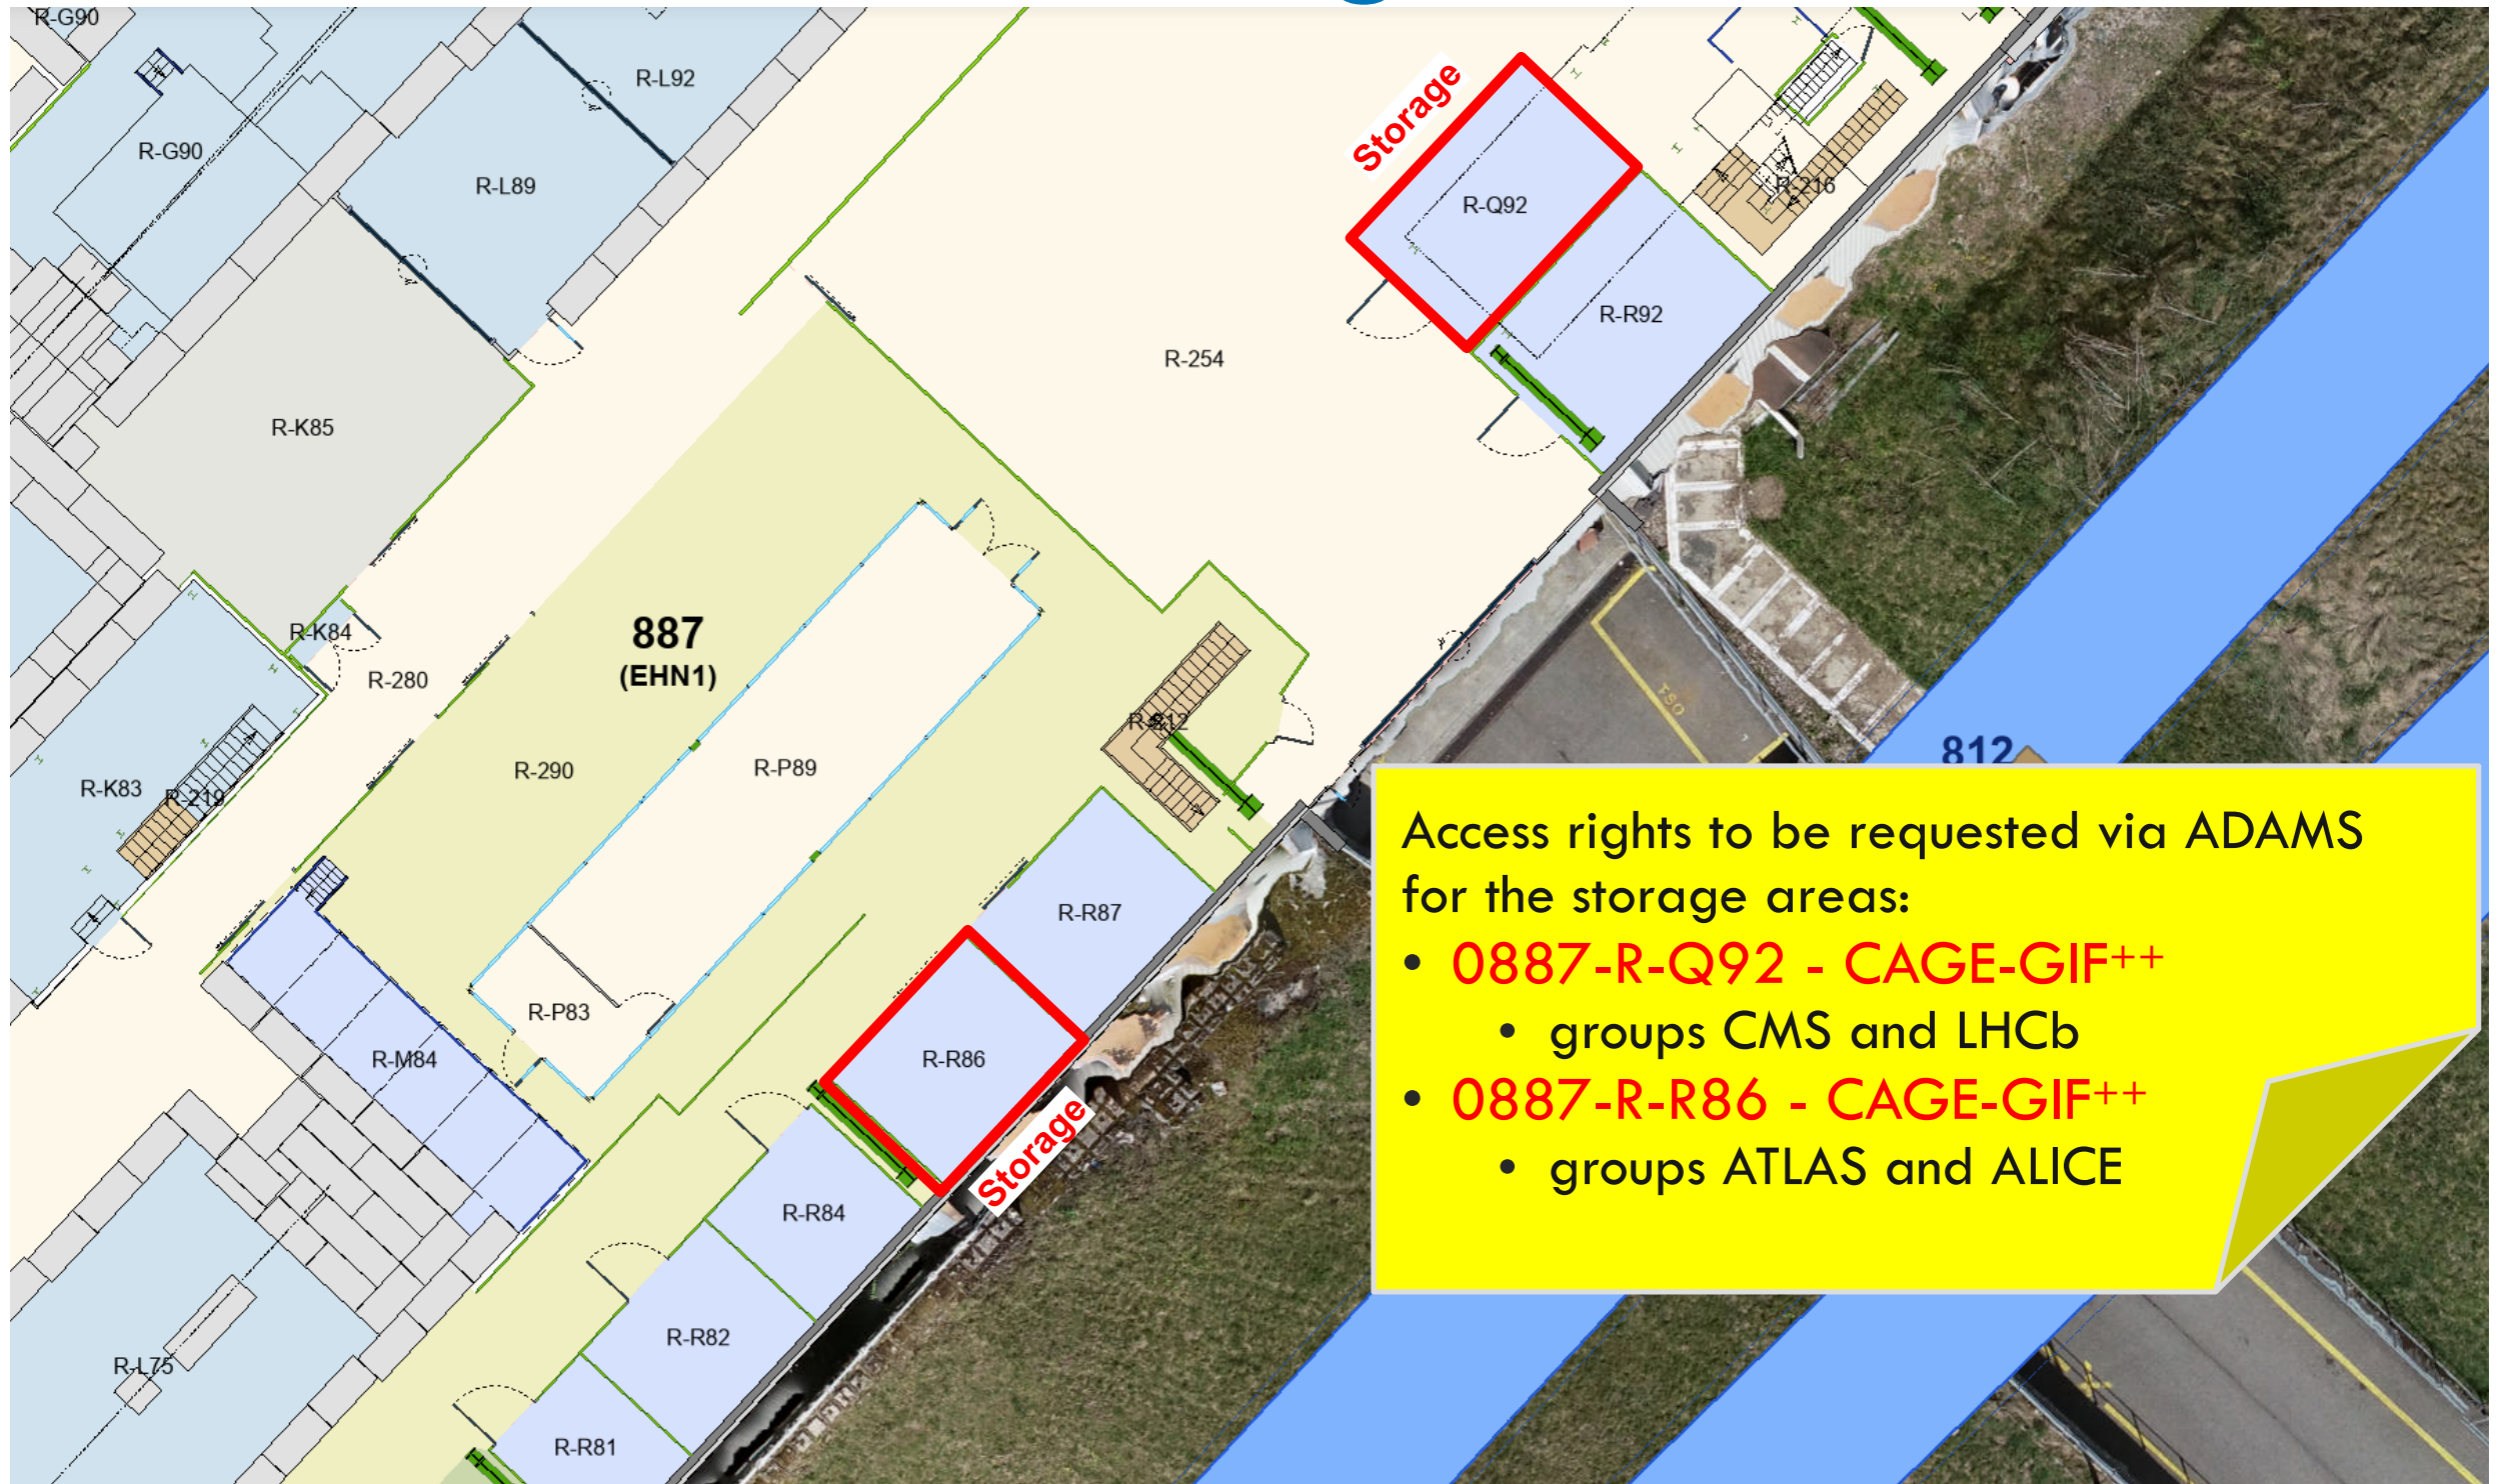 R-G90
R-L92
Storage
R-G90
R-L89
R-Q92
R-216
R-R92
R-254
R-K85
887
(EHN1)
R-K84
R-280
R-212
812
R-290
R-P89
R-K83
R-219
Access rights to be requested via ADAMS
for the storage areas:
• 0887-R-Q92 - CAGE-GIF++
• groups CMS and LHCb
• 0887-R-R86 - CAGE-GIF++
• groups ATLAS and ALICE
R-R87
R-P83
R-M84
R-R86
Storage
R-R84
R-R82
R-L75
R-R81